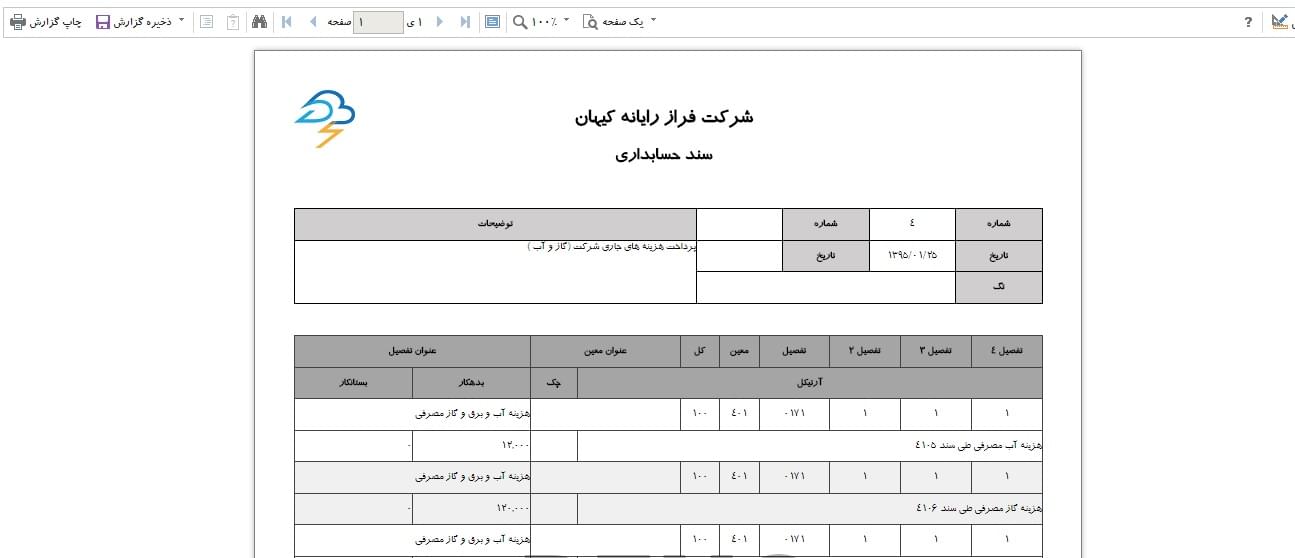 چاپ گزارش ذخیره گزارش صفحه ۱ ۱ ی ۱۰۰٪ یک صفحه ?
شرکت فراز رایانه کیهان
سند حسابداری
شماره ٤ شماره توضیحات
تاریخ ۱۳۹۵/۰۱/۲۵ تاریخ پرداخت هزینه های جاری شرکت (گاز و آب )
تگ
تفصیل ٤ تفصیل ۳ تفصیل ۲ تفصیل معین کل عنوان معین عنوان تفصیل
آرتیکل چک بدهکار بستانکار
۱ ۱ ۱ ۰۱۷۱ ٤۰۱ ۱۰۰ هزینه آب و برق و گاز مصرفی
هزینه آب مصرفی طی سند ٤۱۰۵ ۱۲,۰۰۰ ۰
۱ ۱ ۱ ۰۱۷۱ ٤۰۱ ۱۰۰ هزینه آب و برق و گاز مصرفی
هزینه گاز مصرفی طی سند ٤۱۰۶ ۱۲۰,۰۰۰ ۰
۱ ۱ ۱ ۰۱۷۱ ٤۰۱ ۱۰۰ هزینه آب و برق و گاز مصرفی